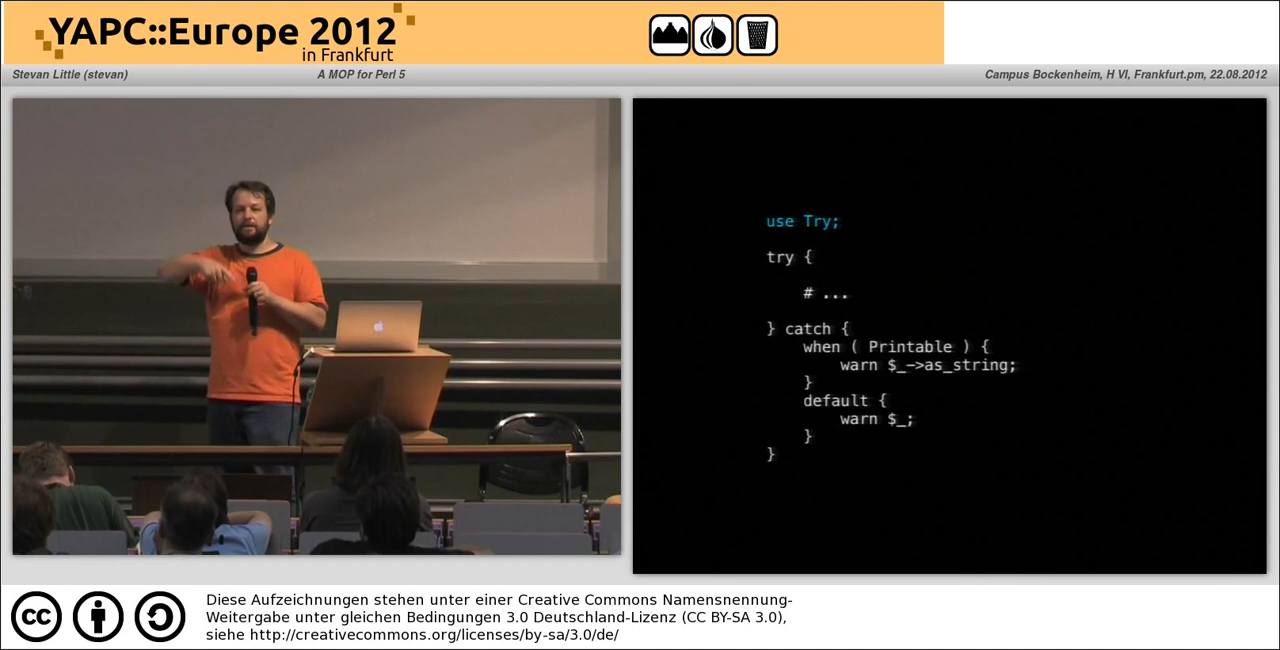 YAPC::Europe 2012
in Frankfurt
Stevan Little (stevan) A MOP for Perl 5 Campus Bockenheim, H VI, Frankfurt.pm, 22.08.2012
use Try;
try {
# ...
} catch {
when ( Printable ) {
warn $_->as_string;
}
default {
warn $_;
}
}
cc
Diese Aufzeichnungen stehen unter einer Creative Commons Namensnennung-
Weitergabe unter gleichen Bedingungen 3.0 Deutschland-Lizenz (CC BY-SA 3.0),
siehe http://creativecommons.org/licenses/by-sa/3.0/de/